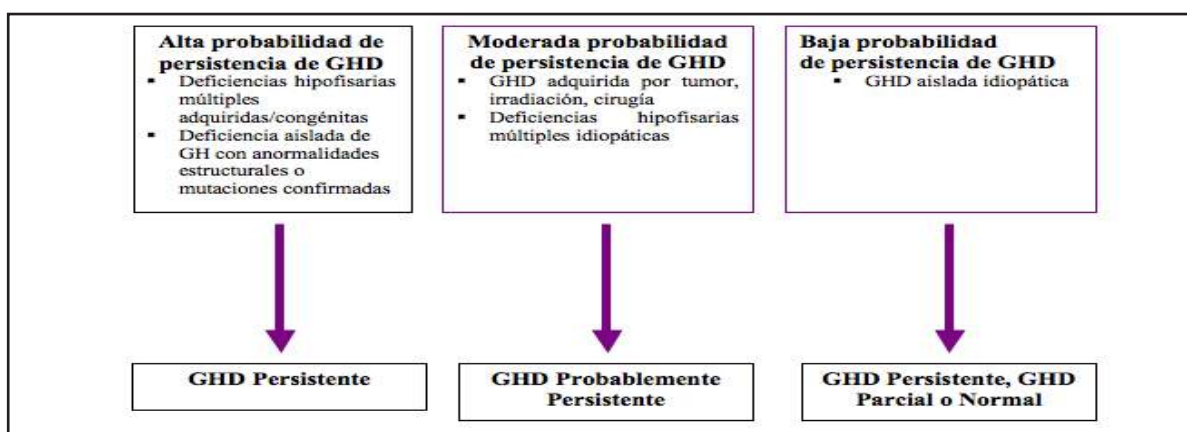 Alta probabilidad de
persistencia de GHD
▪ Deficiencias hipofisarias
múltiples
adquiridas/congénitas
▪ Deficiencia aislada de
GH con anormalidades
estructurales o
mutaciones confirmadas
Moderada probabilidad
de persistencia de GHD
▪ GHD adquirida por tumor,
irradiación, cirugía
▪ Deficiencias hipofisarias
múltiples idiopáticas
Baja probabilidad
de persistencia de GHD
▪ GHD aislada idiopática
GHD Persistente
GHD Probablemente
Persistente
GHD Persistente, GHD
Parcial o Normal